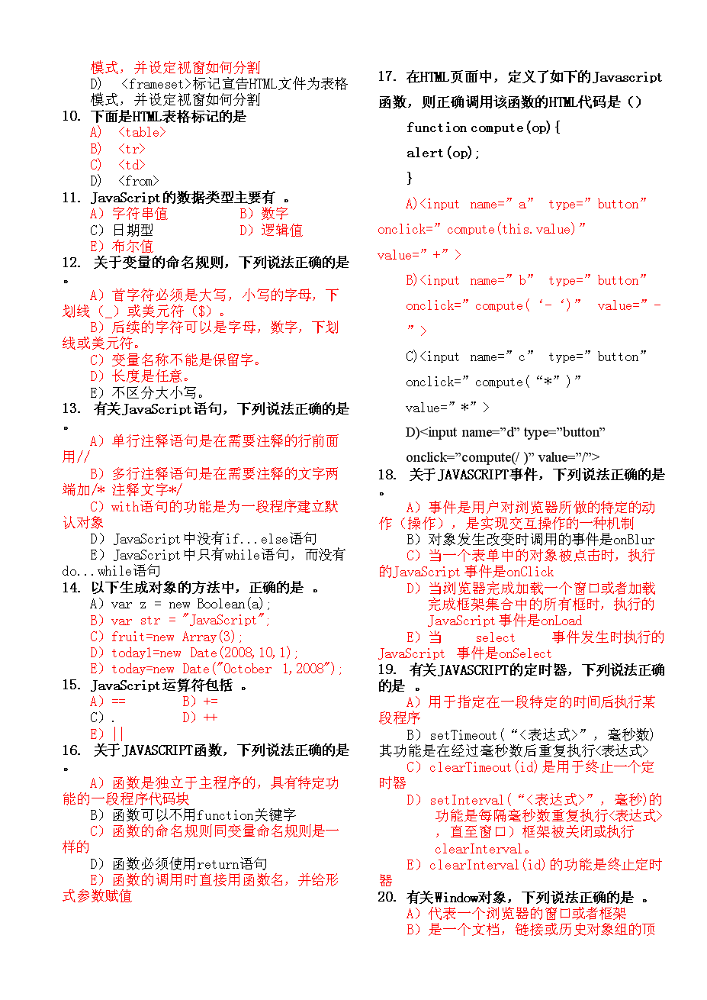 模式，并设定视窗如何分割
D) <frameset>标记宣告HTML文件为表格
模式，并设定视窗如何分割
10. 下面是HTML表格标记的是
A) <table>
B) <tr>
C) <td>
D) <from>
11. JavaScript的数据类型主要有 。
A）字符串值 B）数字
C）日期型 D）逻辑值
E）布尔值
12. 关于变量的命名规则，下列说法正确的是
。
A）首字符必须是大写，小写的字母，下
划线（_）或美元符（$）。
B）后续的字符可以是字母，数字，下划
线或美元符。
C）变量名称不能是保留字。
D）长度是任意。
E）不区分大小写。
13. 有关JavaScript语句，下列说法正确的是
。
A）单行注释语句是在需要注释的行前面
用//
B）多行注释语句是在需要注释的文字两
端加/* 注释文字*/
C）with语句的功能是为一段程序建立默
认对象
D）JavaScript中没有if...else语句
E）JavaScript中只有while语句，而没有
do...while语句
14. 以下生成对象的方法中，正确的是 。
A）var z = new Boolean(a);
B）var str = "JavaScript";
C）fruit=new Array(3);
D）today1=new Date(2008,10,1);
E）today=new Date("October 1,2008");
15. JavaScript运算符包括 。
A）== B）+=
C）. D）++
E）||
16. 关于JAVASCRIPT函数，下列说法正确的是
。
A）函数是独立于主程序的，具有特定功
能的一段程序代码块
B）函数可以不用function关键字
C）函数的命名规则同变量命名规则是一
样的
D）函数必须使用return语句
E）函数的调用时直接用函数名，并给形
式参数赋值
17. 在HTML页面中，定义了如下的Javascript
函数，则正确调用该函数的HTML代码是（）
function compute(op){
alert(op);
}
A)<input name=”a” type=”button”
onclick=”compute(this.value)”
value=”+”>
B)<input name=”b” type=”button”
onclick=”compute(‘-‘)” value=”-
”>
C)<input name=”c” type=”button”
onclick=”compute(“*”)”
value=”*”>
D)<input name=”d” type=”button”
onclick=”compute(/ )” value=”/”>
18. 关于JAVASCRIPT事件，下列说法正确的是
。
A）事件是用户对浏览器所做的特定的动
作（操作），是实现交互操作的一种机制
B）对象发生改变时调用的事件是onBlur
C）当一个表单中的对象被点击时，执行
的JavaScript 事件是onClick
D）当浏览器完成加载一个窗口或者加载
完成框架集合中的所有框时，执行的
JavaScript 事件是onLoad
E）当 select 事件发生时执行的
JavaScript 事件是onSelect
19. 有关JAVASCRIPT的定时器，下列说法正确
的是 。
A）用于指定在一段特定的时间后执行某
段程序
B）setTimeout(“<表达式>”，毫秒数)
其功能是在经过毫秒数后重复执行<表达式>
C）clearTimeout(id)是用于终止一个定
时器
D）setInterval(“<表达式>”，毫秒)的
功能是每隔毫秒数重复执行<表达式>
，直至窗口）框架被关闭或执行
clearInterval。
E）clearInterval(id)的功能是终止定时
器
20. 有关Window对象，下列说法正确的是 。
A）代表一个浏览器的窗口或者框架
B）是一个文档，链接或历史对象组的顶